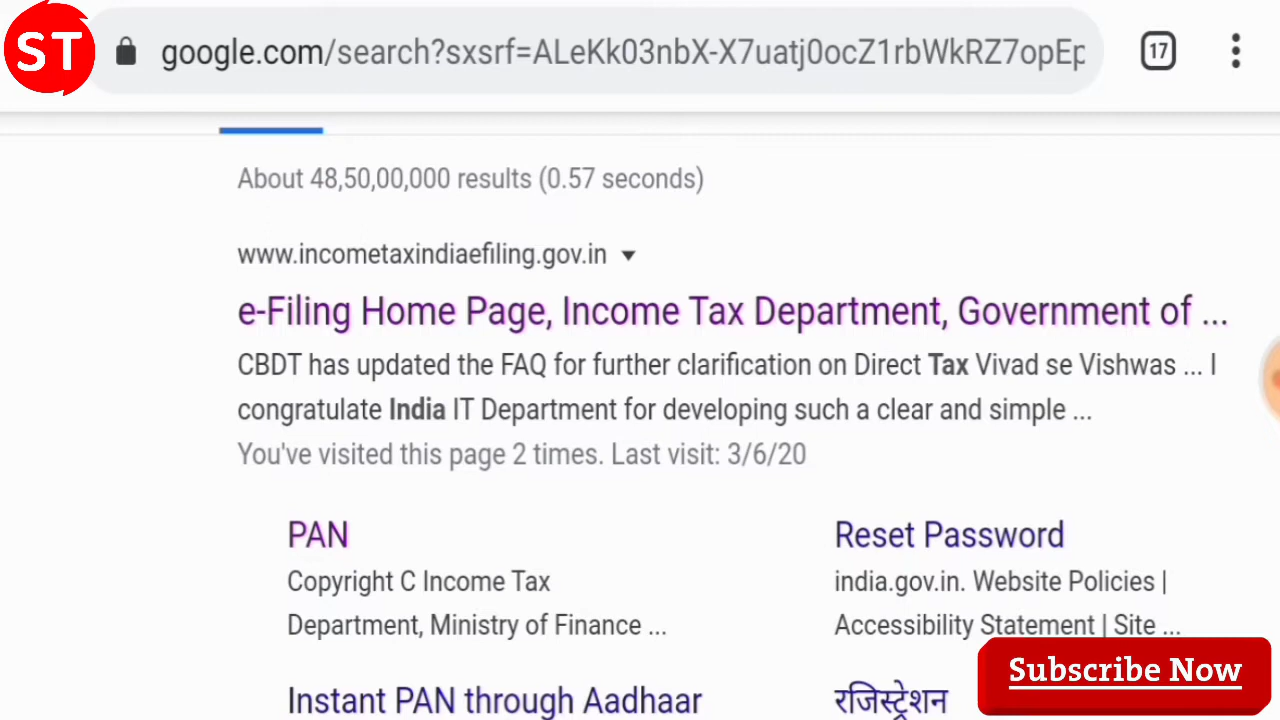 ST
google.com/search?sxsrf=ALeKk03nbX-X7uatj0ocZ1rbWkRZ7opEp
17
About 48,50,00,000 results (0.57 seconds)
www.incometaxindiaefiling.gov.in
e-Filing Home Page, Income Tax Department, Government of ...
CBDT has updated the FAQ for further clarification on Direct Tax Vivad se Vishwas ... I
congratulate India IT Department for developing such a clear and simple ...
You've visited this page 2 times. Last visit: 3/6/20
PAN
Copyright C Income Tax
Department, Ministry of Finance ...
Reset Password
india.gov.in. Website Policies |
Accessibility Statement | Site ...
Instant PAN through Aadhaar
रजिस्ट्रेशन
Subscribe Now